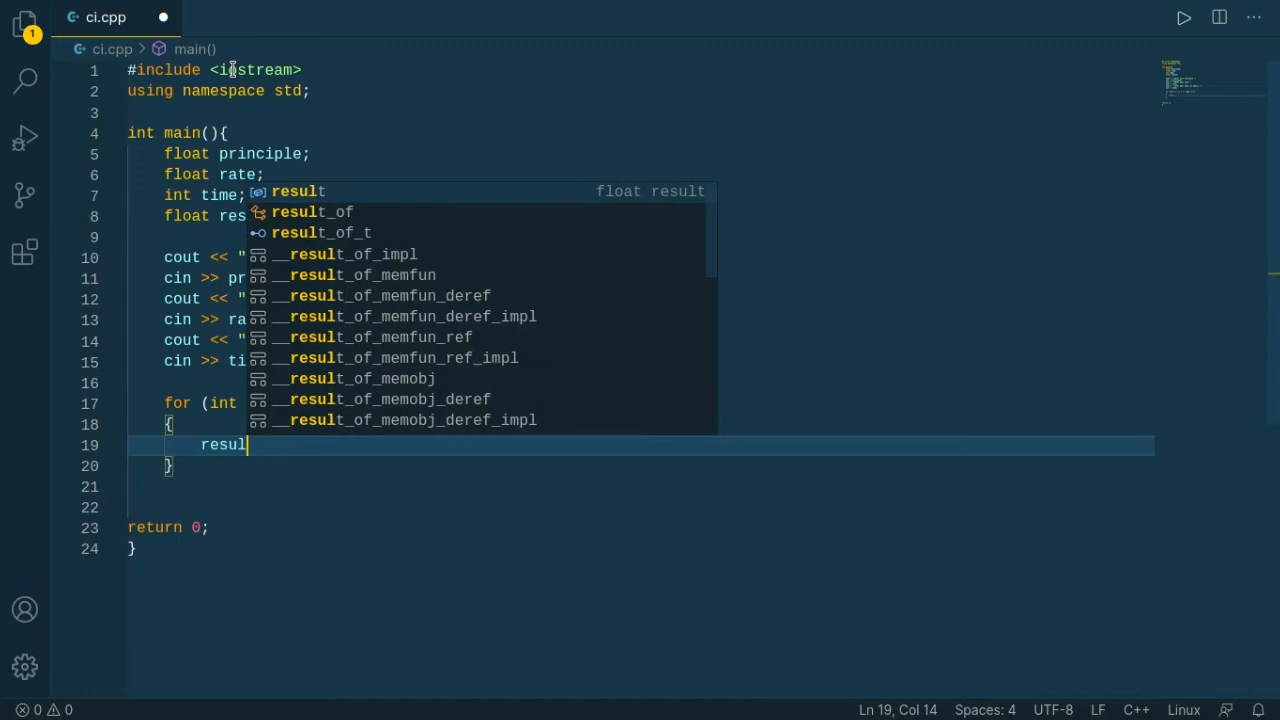 1
ci.cpp
ci.cpp > main()
1 #include <iostream>
2 using namespace std;
3
4 int main(){
5 float principle;
6 float rate;
7 int time;
8 float res
9
10 cout << "
11 cin >> pr
12 cout << "
13 cin >> ra
14 cout << "
15 cin >> ti
16
17 for (int
18 {
19 resul
20 }
21
22
23 return 0;
24 }
result float result
result_of
result_of_t
__result_of_impl
__result_of_memfun
__result_of_memfun_deref
__result_of_memfun_deref_impl
__result_of_memfun_ref
__result_of_memfun_ref_impl
__result_of_memobj
__result_of_memobj_deref
__result_of_memobj_deref_impl
0 0 Ln 19, Col 14 Spaces: 4 UTF-8 LF C++ Linux